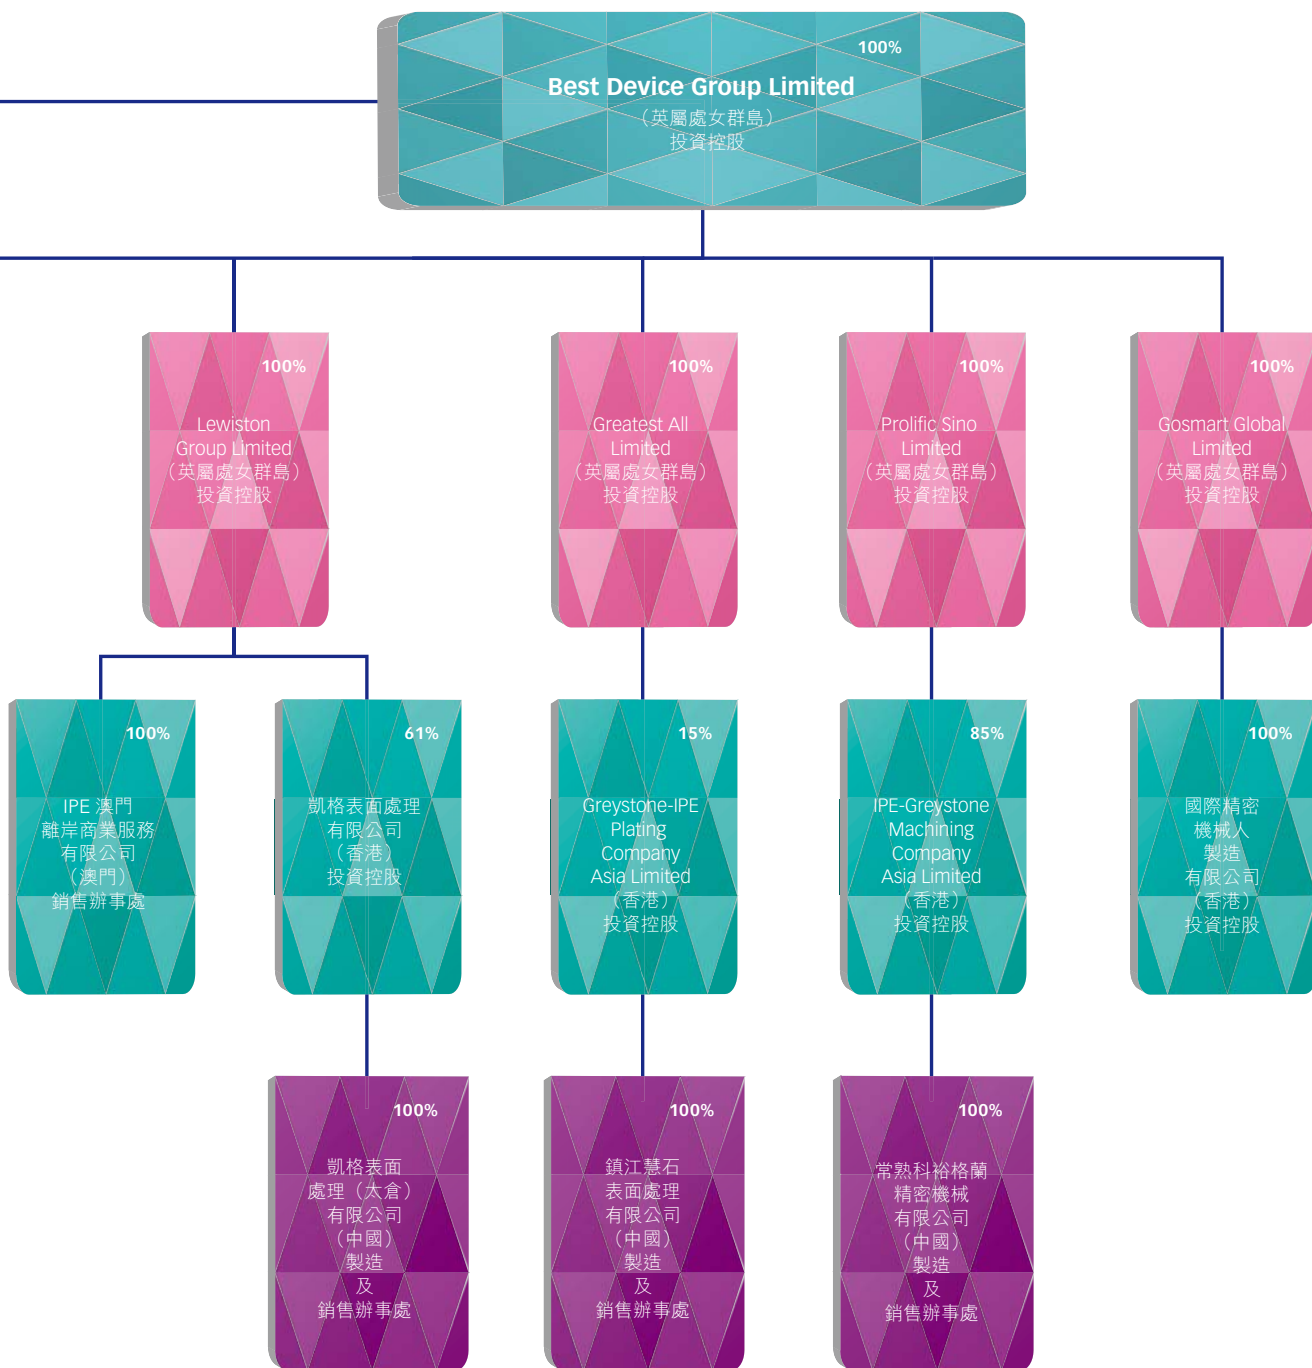 100%
Best Device Group Limited
（英屬處女群島）
投資控股
100%
Lewiston
Group Limited
（英屬處女群島）
投資控股
100%
Greatest All
Limited
（英屬處女群島）
投資控股
100%
Prolific Sino
Limited
（英屬處女群島）
投資控股
100%
Gosmart Global
Limited
（英屬處女群島）
投資控股
100%
IPE 澳門
離岸商業服務
有限公司
（澳門）
銷售辦事處
61%
凱格表面處理
有限公司
（香港）
投資控股
15%
Greystone-IPE
Plating
Company
Asia Limited
（香港）
投資控股
85%
IPE-Greystone
Machining
Company
Asia Limited
（香港）
投資控股
100%
國際精密
機械人
製造
有限公司
（香港）
投資控股
100%
凱格表面
處理（太倉）
有限公司
（中國）
製造
及
銷售辦事處
100%
鎮江慧石
表面處理
有限公司
（中國）
製造
及
銷售辦事處
100%
常熟科裕格蘭
精密機械
有限公司
（中國）
製造
及
銷售辦事處